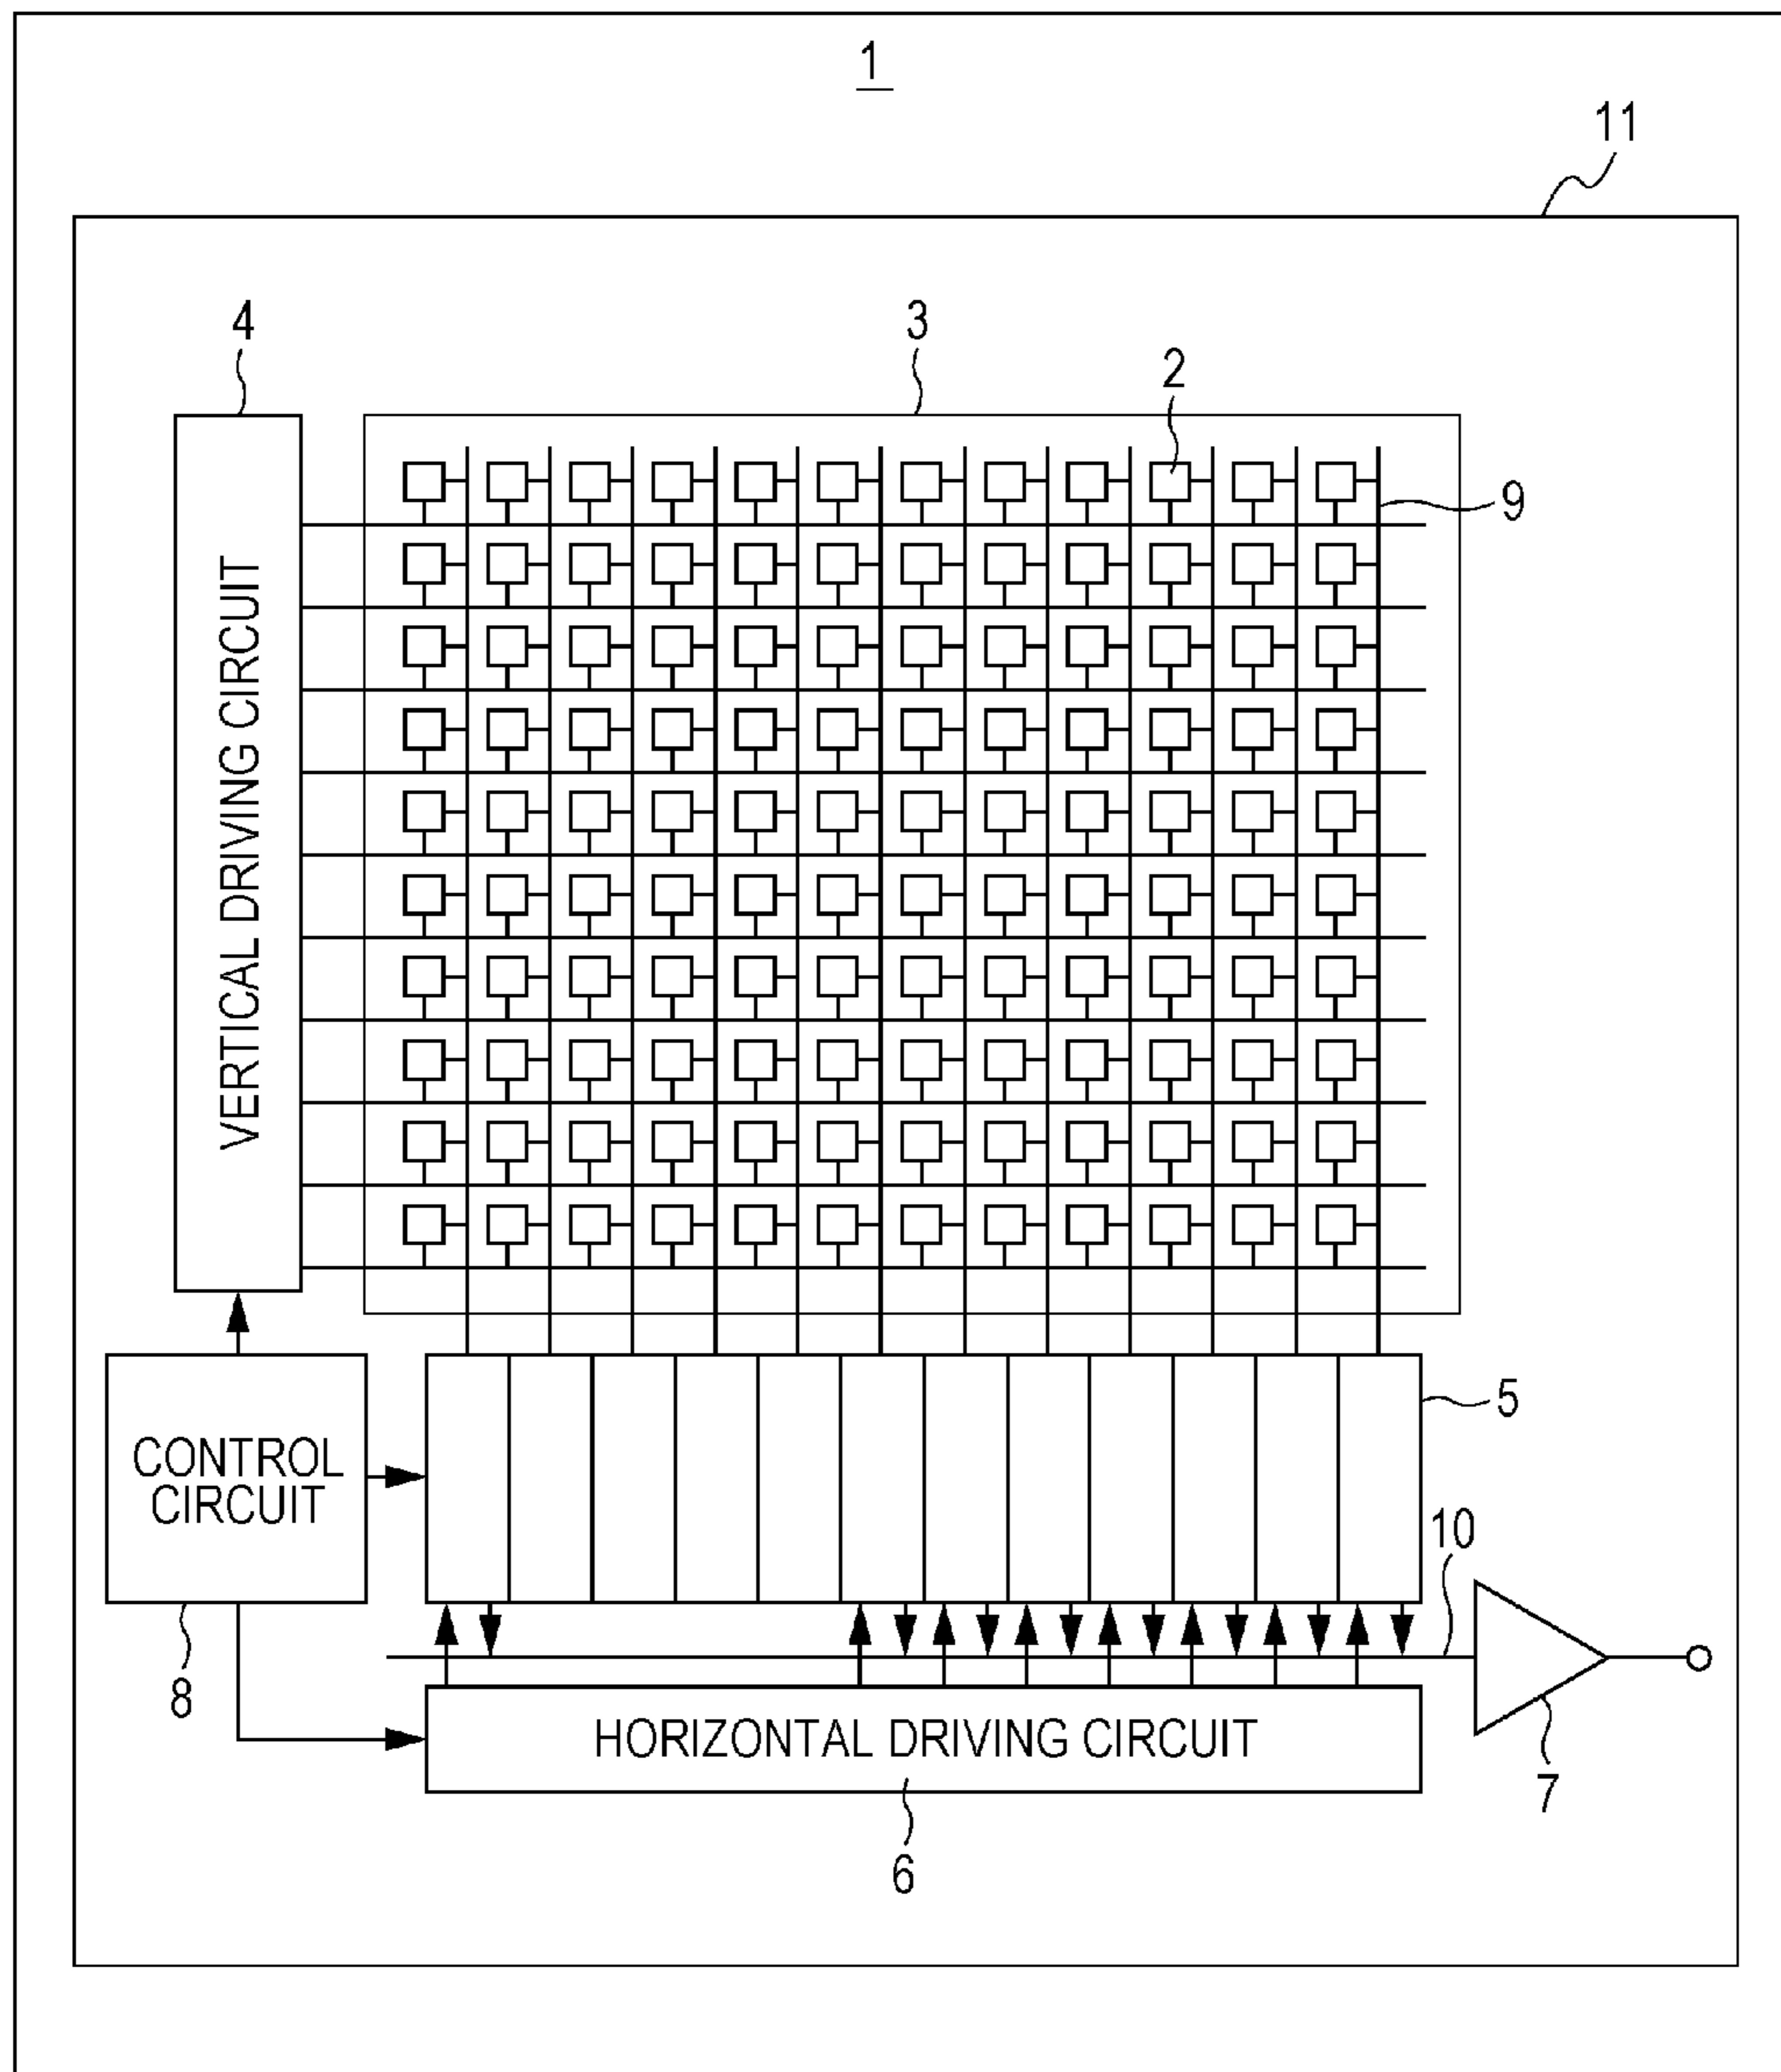 1
11
4
3
2
9
VERTICAL DRIVING CIRCUIT
5
CONTROL
CIRCUIT
10
8
HORIZONTAL DRIVING CIRCUIT
7
6